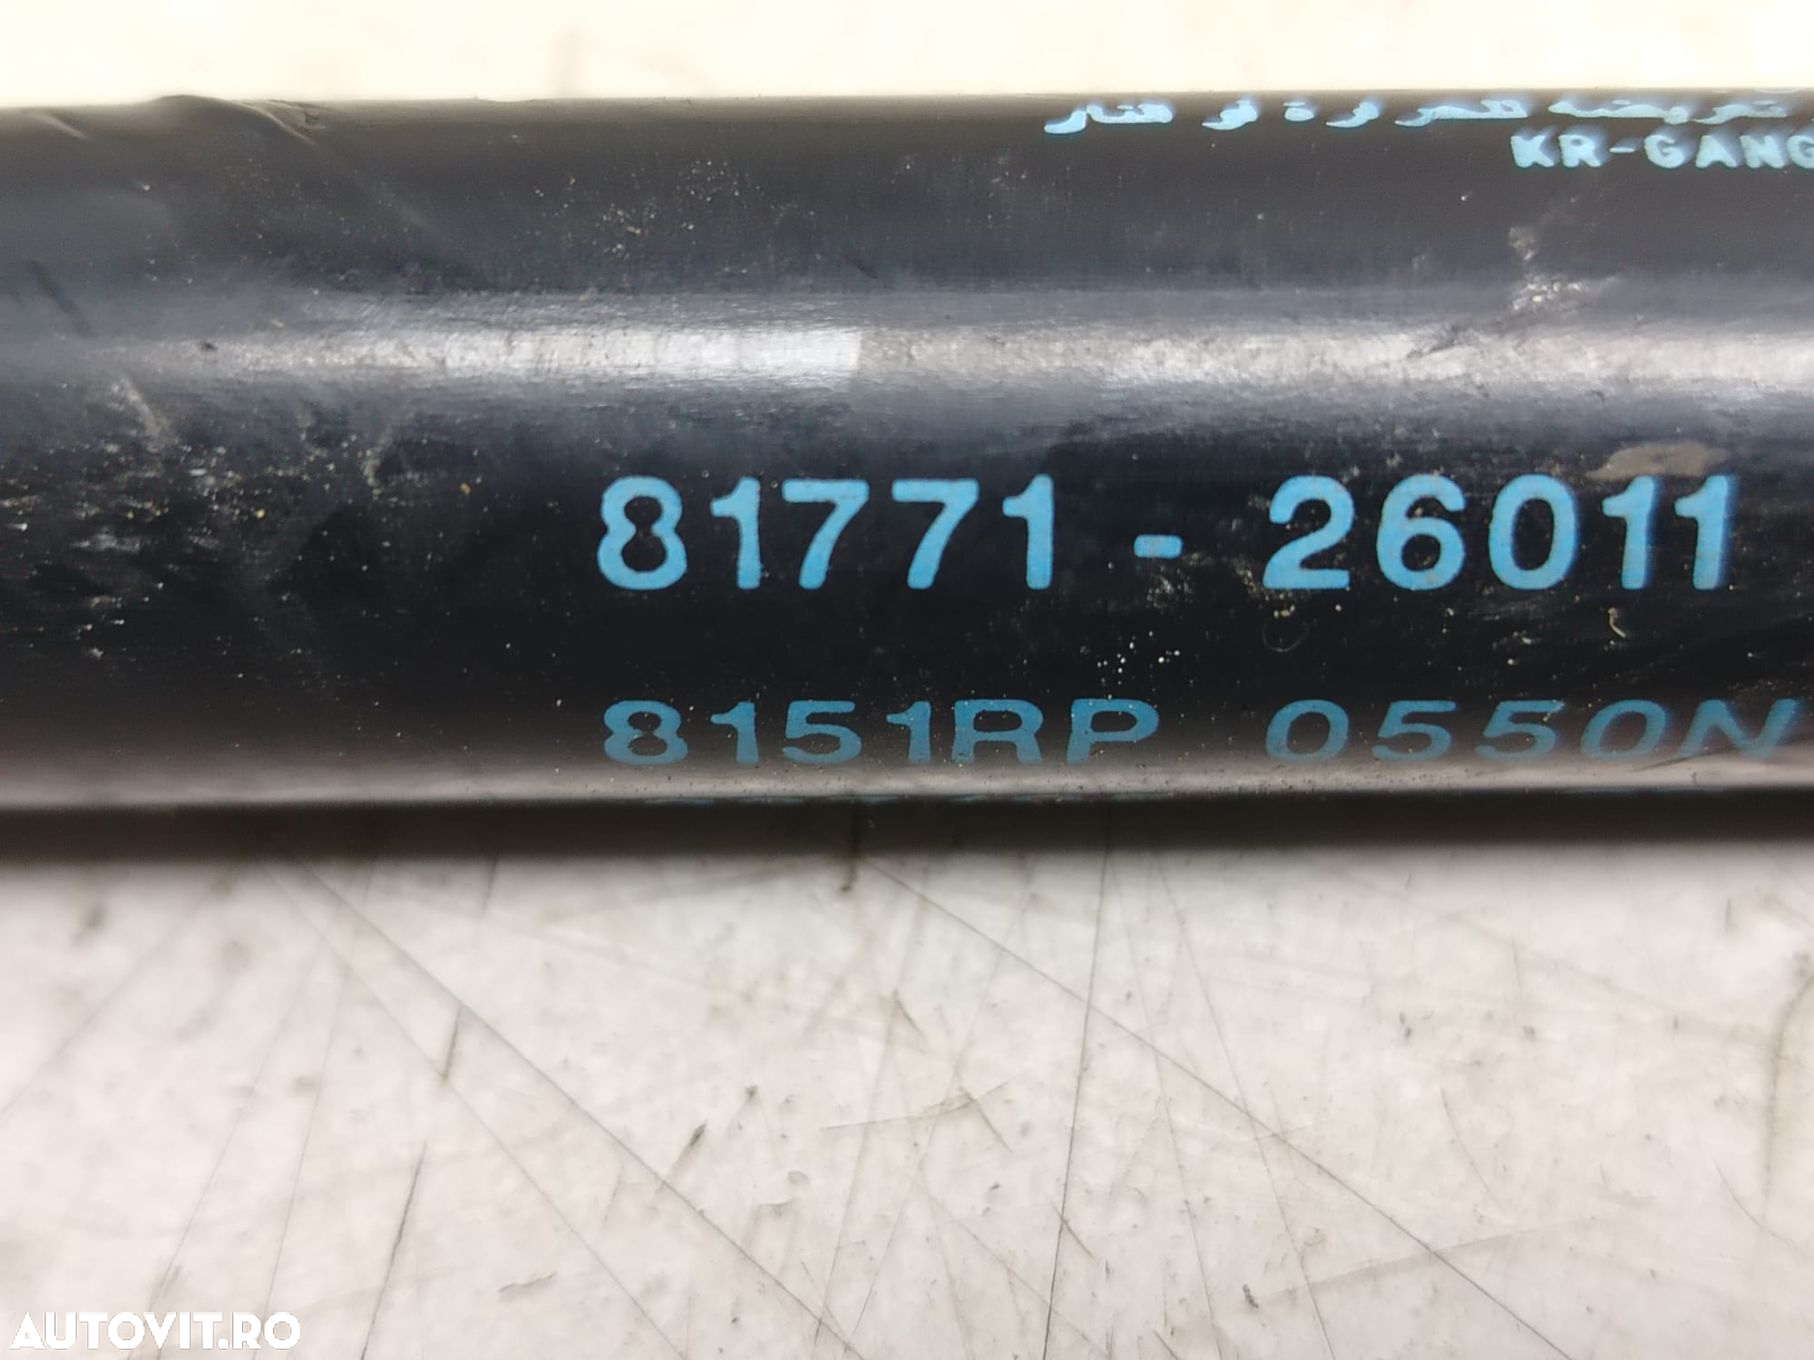 KR-GANG
81771-26011
8151RP 0550N
AUTOVIT.RO